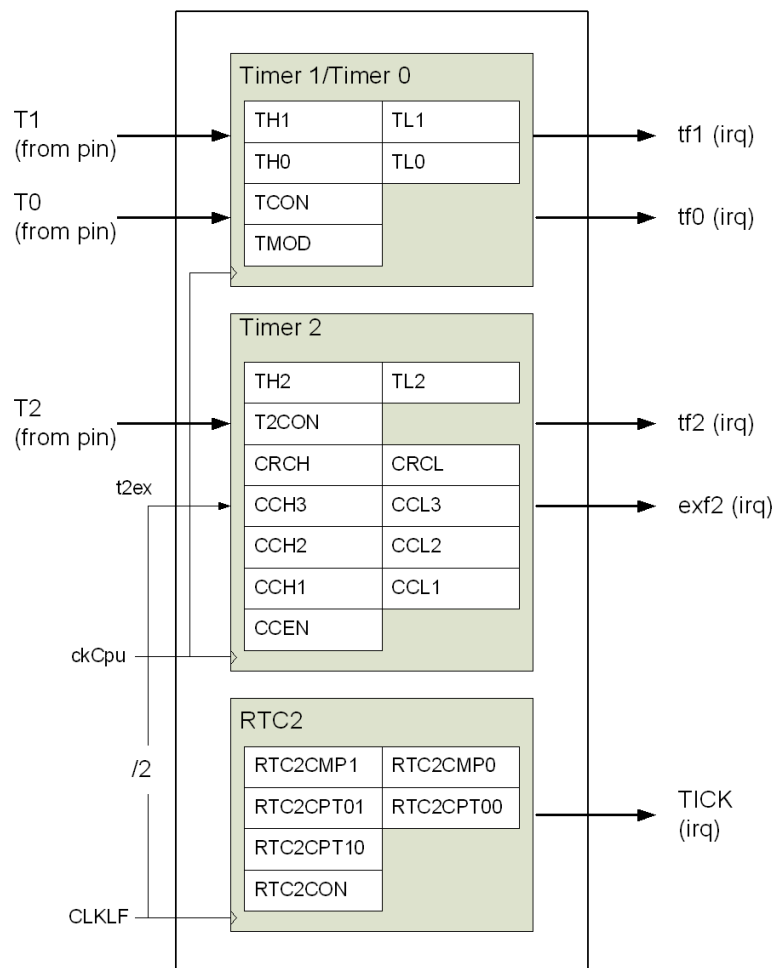 Timer 1/Timer 0
T1
(from pin)
TH1 TL1
tf1 (irq)
TH0 TL0
T0
(from pin)
TCON
tf0 (irq)
TMOD
Timer 2
TH2 TL2
T2
(from pin)
T2CON
tf2 (irq)
CRCH CRCL
t2ex
CCH3 CCL3
exf2 (irq)
CCH2 CCL2
CCH1 CCL1
CCEN
ckCpu
RTC2
/2
RTC2CMP1 RTC2CMP0
RTC2CPT01 RTC2CPT00
TICK
(irq)
RTC2CPT10
RTC2CON
CLKLF